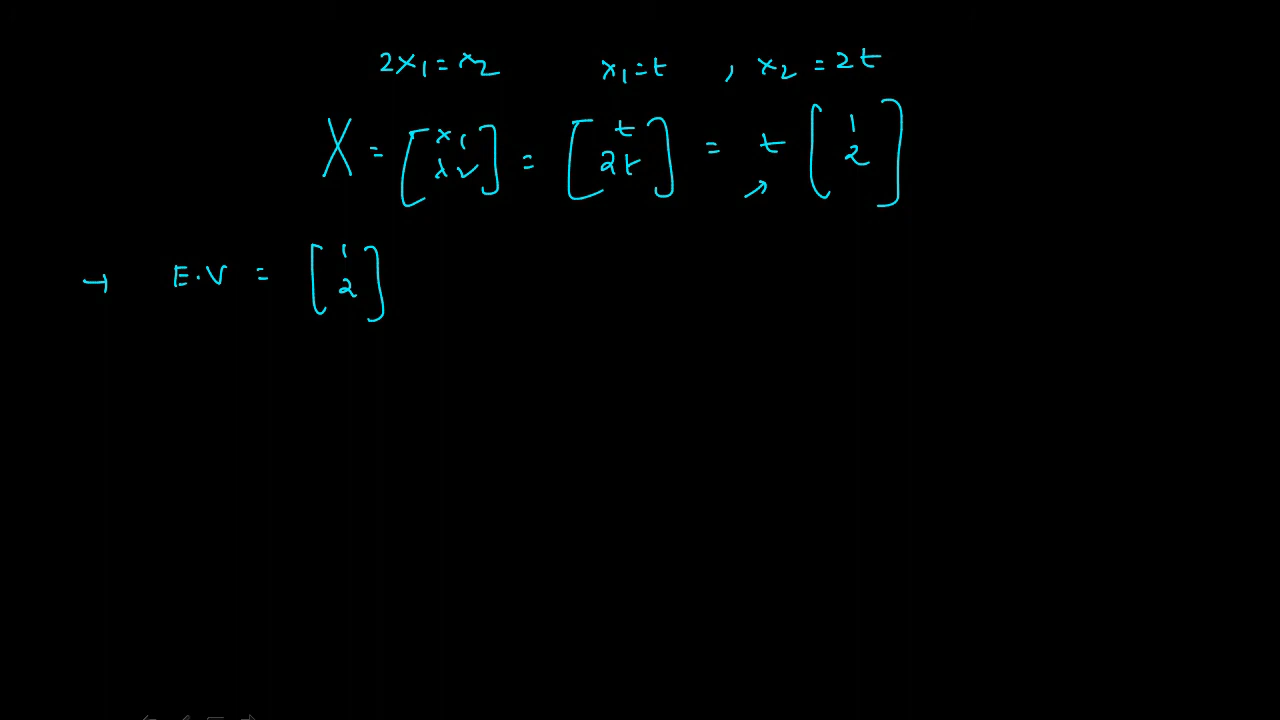 2x₁ = x₂ x₁ = t , x₂ = 2t
X = [x₁ x₂] = [t 2t] = t [1 2]
→ E.V = [1 2]